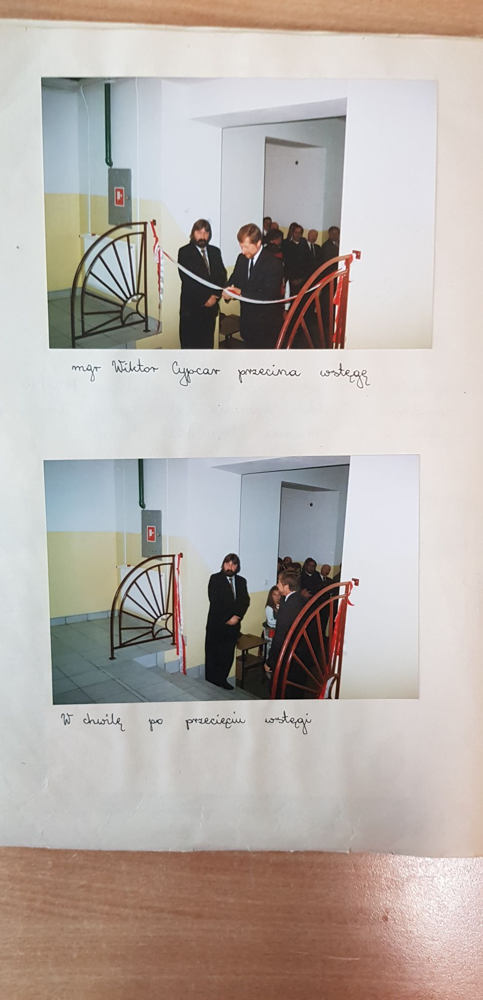 mgr Wiktor Cypcar przecina wstęgę
W chwilę po przecięciu wstęgi